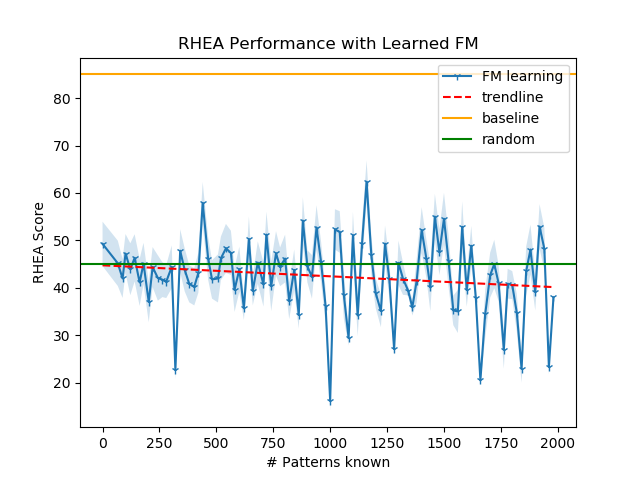 RHEA Performance with Learned FM
FM learning
trendline
baseline
random
RHEA Score
80
70
60
50
40
30
20
0
250
500
750
1000
1250
1500
1750
2000
# Patterns known